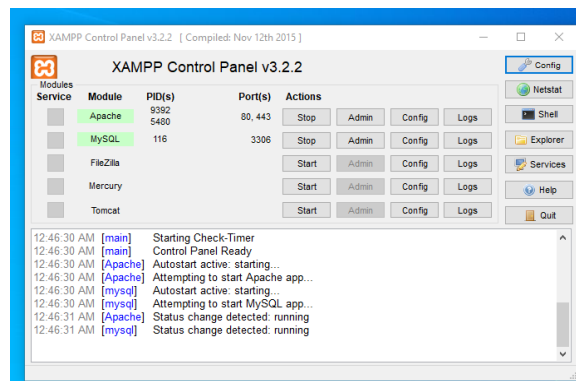 XAMPP Control Panel v3.2.2 [ Compiled: Nov 12th 2015 ]
XAMPP Control Panel v3.2.2
Config
Modules
Service Module PID(s) Port(s) Actions
Netstat
Apache 9392 5480 80, 443 Stop Admin Config Logs
Shell
MySQL 116 3306 Stop Admin Config Logs
Explorer
FileZilla Start Admin Config Logs
Services
Mercury Start Admin Config Logs
Help
Tomcat Start Admin Config Logs
Quit
12:46:30 AM [main] Starting Check-Timer
12:46:30 AM [main] Control Panel Ready
12:46:30 AM [Apache] Autostart active: starting...
12:46:30 AM [Apache] Attempting to start Apache app...
12:46:30 AM [mysql] Autostart active: starting...
12:46:30 AM [mysql] Attempting to start MySQL app...
12:46:31 AM [Apache] Status change detected: running
12:46:31 AM [mysql] Status change detected: running